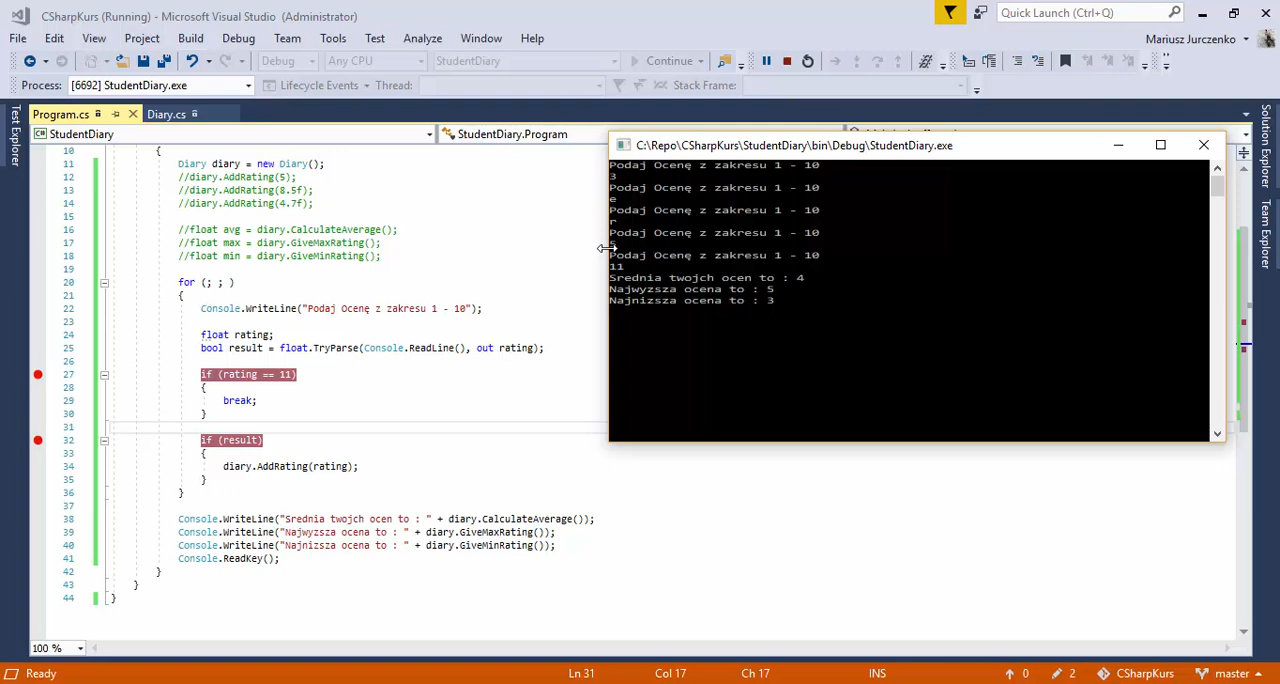 CSharpKurs (Running) - Microsoft Visual Studio (Administrator)
Quick Launch (Ctrl+Q)
File Edit View Project Build Debug Team Tools Test Analyze Window Help
Mariusz Jurczenko
Debug Any CPU StudentDiary Continue
Process: [6692] StudentDiary.exe Lifecycle Events Thread: Stack Frame:
Program.cs Diary.cs
StudentDiary StudentDiary.Program
Test Explorer
Solution Explorer
Team Explorer
10 {
11 Diary diary = new Diary();
12 //diary.AddRating(5);
13 //diary.AddRating(8.5f);
14 //diary.AddRating(4.7f);
15
16 //float avg = diary.CalculateAverage();
17 //float max = diary.GiveMaxRating();
18 //float min = diary.GiveMinRating();
19
20 for (; ; )
21 {
22 Console.WriteLine("Podaj Ocenę z zakresu 1 - 10");
23
24 float rating;
25 bool result = float.TryParse(Console.ReadLine(), out rating);
26
27 if (rating == 11)
28 {
29 break;
30 }
31
32 if (result)
33 {
34 diary.AddRating(rating);
35 }
36 }
37
38 Console.WriteLine("Srednia twojch ocen to : " + diary.CalculateAverage());
39 Console.WriteLine("Najwyzsza ocena to : " + diary.GiveMaxRating());
40 Console.WriteLine("Najnizsza ocena to : " + diary.GiveMinRating());
41 Console.ReadKey();
42 }
43 }
44 }
C:\Repo\CSharpKurs\StudentDiary\bin\Debug\StudentDiary.exe
Podaj Ocenę z zakresu 1 - 10
3
Podaj Ocenę z zakresu 1 - 10
e
Podaj Ocenę z zakresu 1 - 10
r
Podaj Ocenę z zakresu 1 - 10
5
Podaj Ocenę z zakresu 1 - 10
11
Srednia twojch ocen to : 4
Najwyzsza ocena to : 5
Najnizsza ocena to : 3
100 %
Ready Ln 31 Col 17 Ch 17 INS 0 2 CSharpKurs master